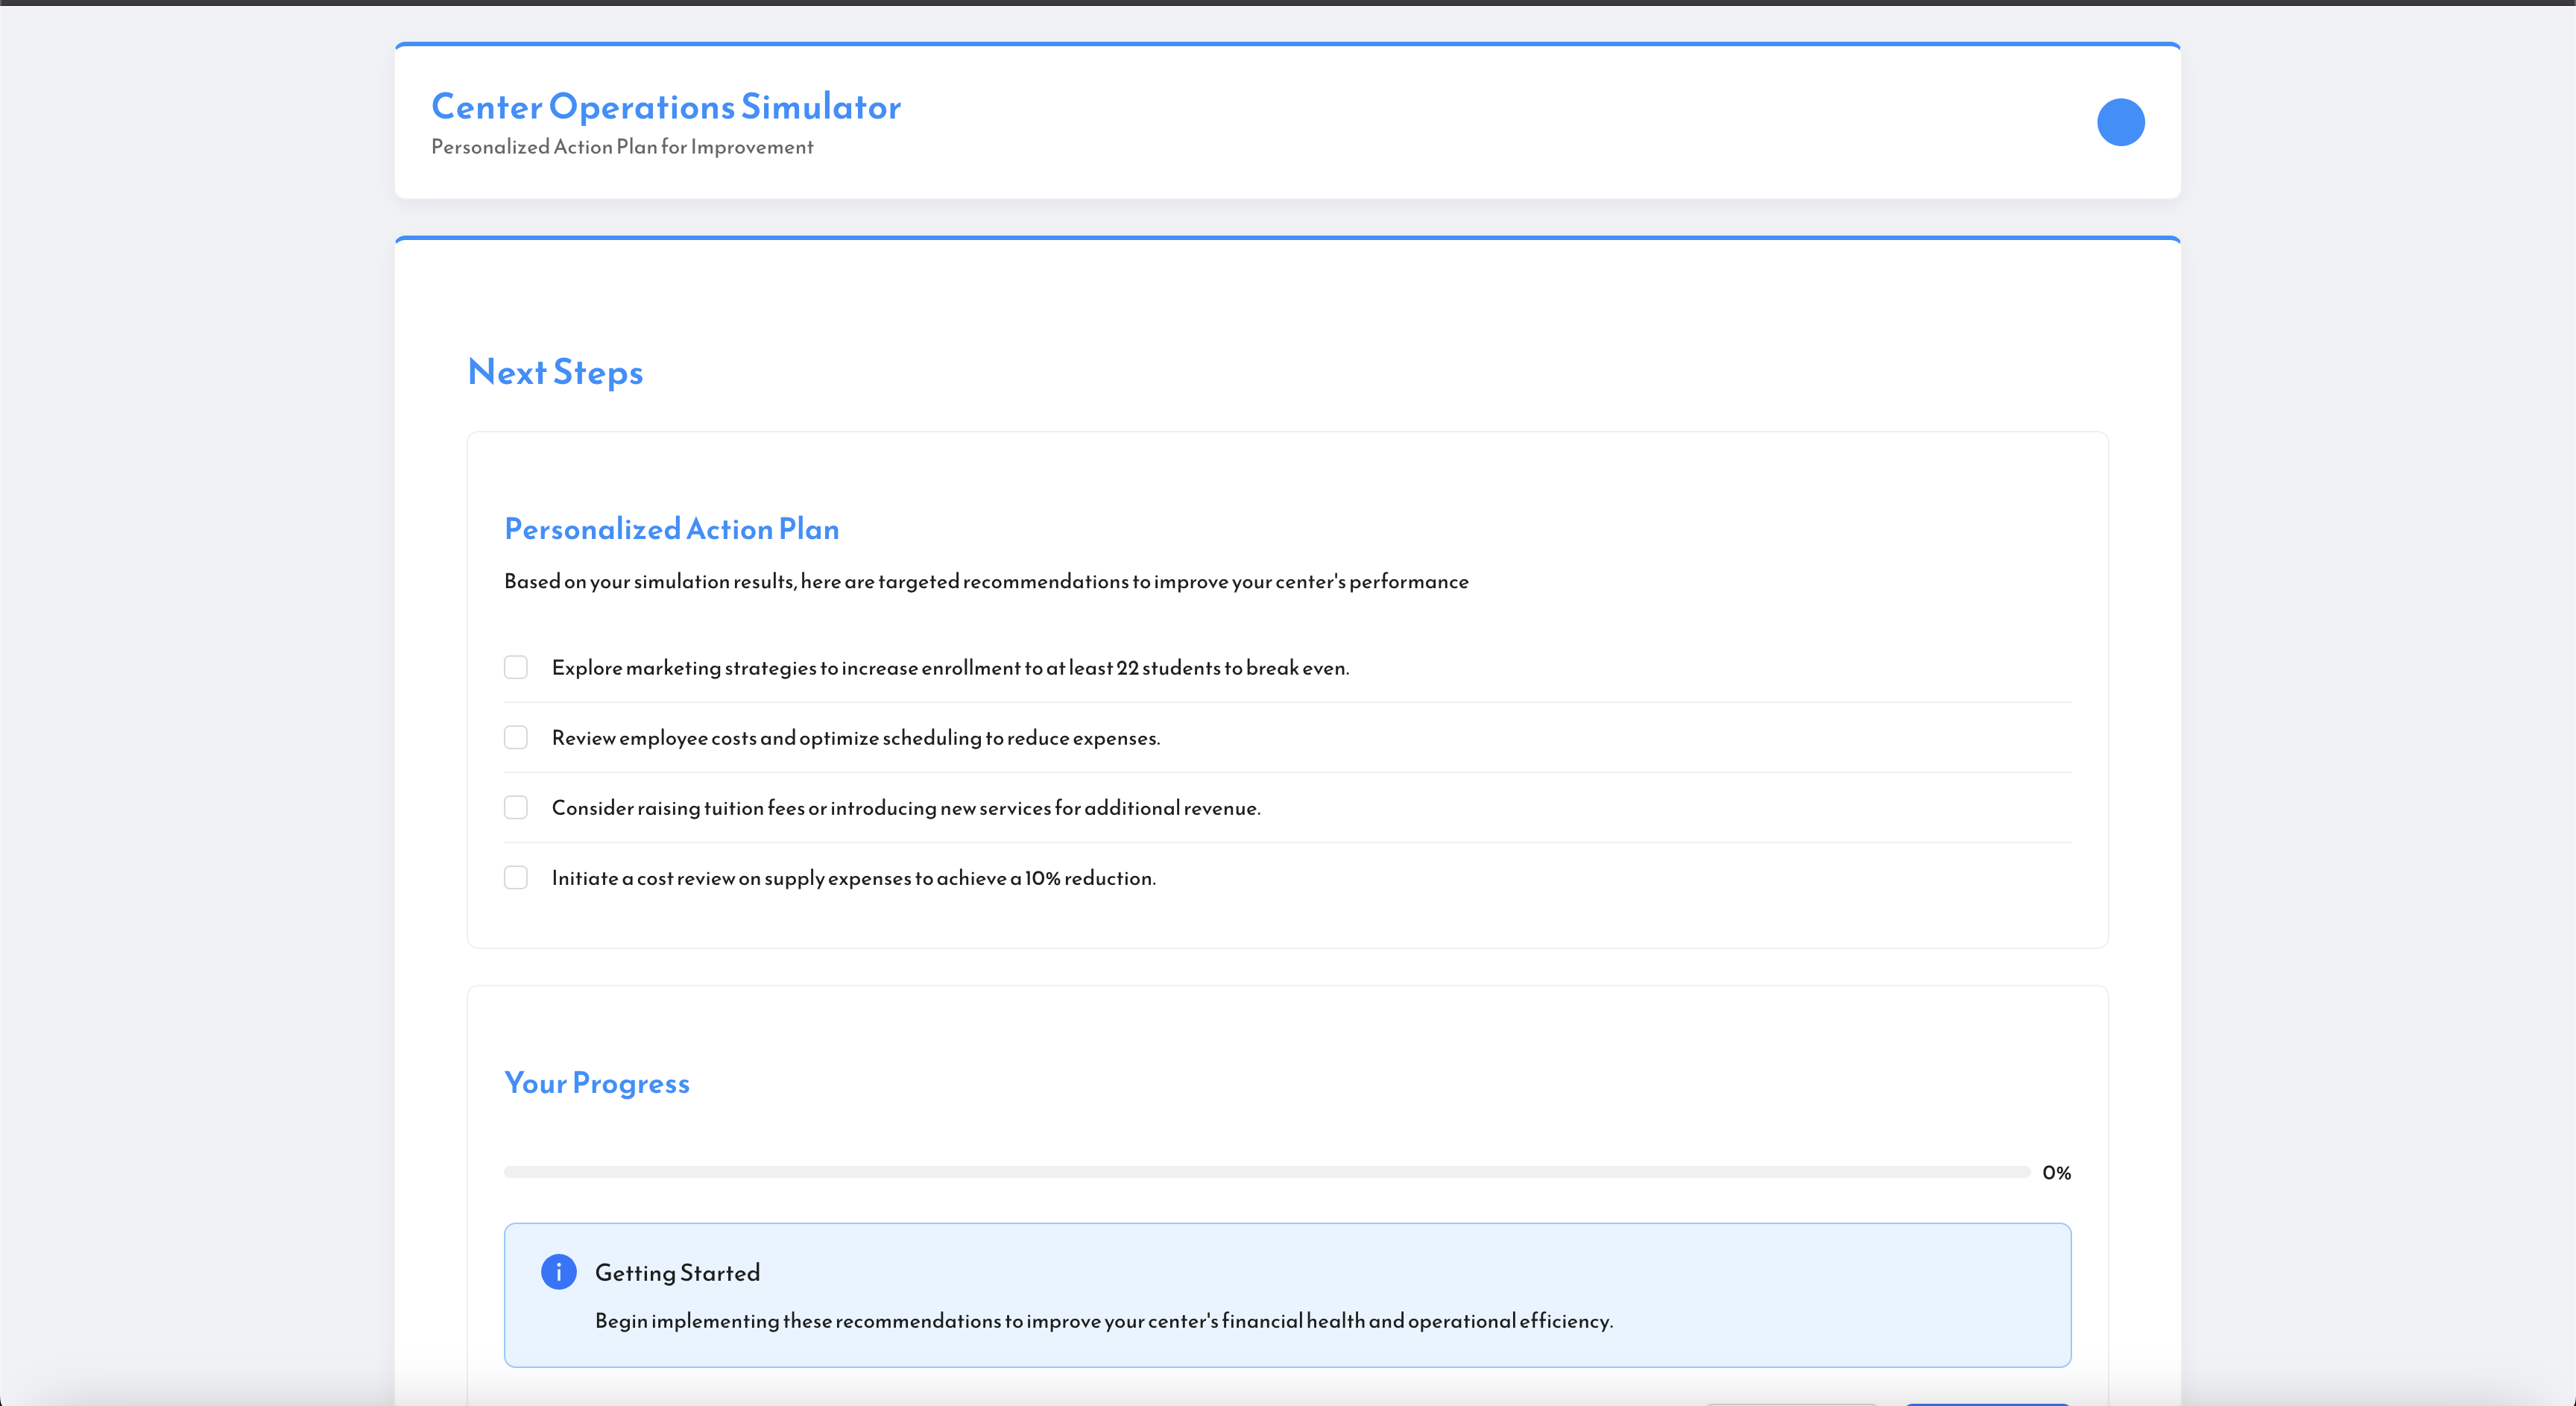 Center Operations Simulator
Personalized Action Plan for Improvement
Next Steps
Personalized Action Plan
Based on your simulation results, here are targeted recommendations to improve your center's performance
Explore marketing strategies to increase enrollment to at least 22 students to break even.
Review employee costs and optimize scheduling to reduce expenses.
Consider raising tuition fees or introducing new services for additional revenue.
Initiate a cost review on supply expenses to achieve a 10% reduction.
Your Progress
0%
i
Getting Started
Begin implementing these recommendations to improve your center's financial health and operational efficiency.